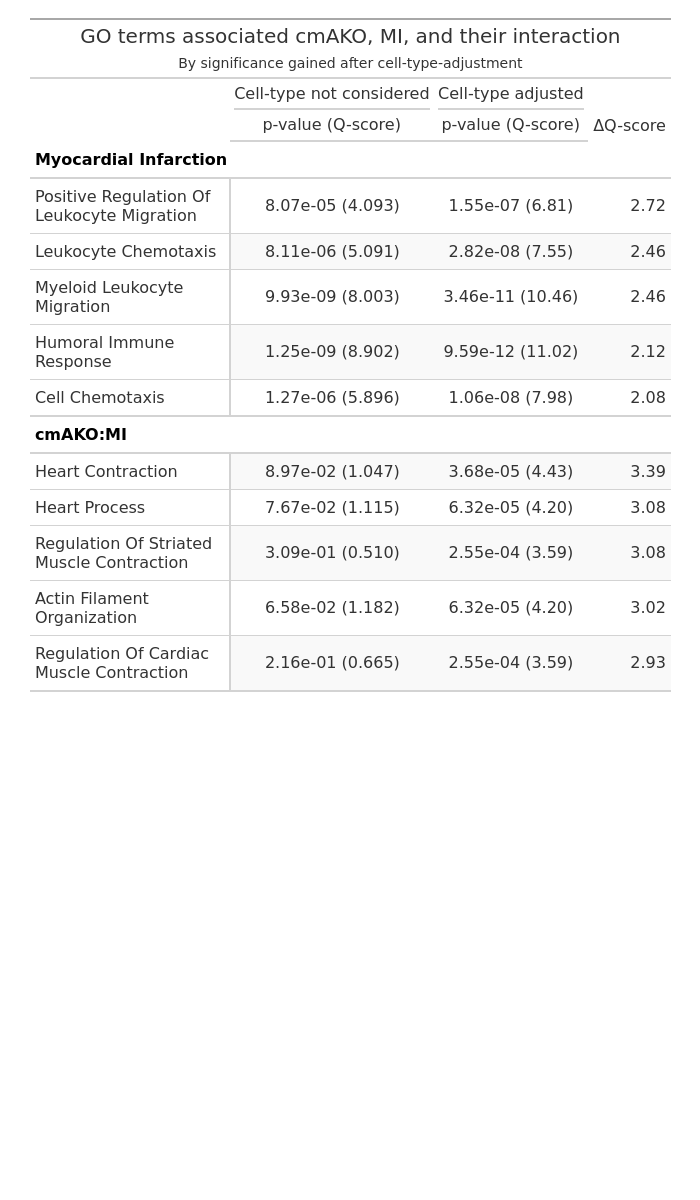 GO terms associated cmAKO, MI, and their interaction
By significance gained after cell-type-adjustment
Cell-type not considered Cell-type adjusted
p-value (Q-score) p-value (Q-score) ΔQ-score
Myocardial Infarction
Positive Regulation Of
Leukocyte Migration 8.07e-05 (4.093) 1.55e-07 (6.81) 2.72
Leukocyte Chemotaxis 8.11e-06 (5.091) 2.82e-08 (7.55) 2.46
Myeloid Leukocyte
Migration 9.93e-09 (8.003) 3.46e-11 (10.46) 2.46
Humoral Immune
Response 1.25e-09 (8.902) 9.59e-12 (11.02) 2.12
Cell Chemotaxis 1.27e-06 (5.896) 1.06e-08 (7.98) 2.08
cmAKO:MI
Heart Contraction 8.97e-02 (1.047) 3.68e-05 (4.43) 3.39
Heart Process 7.67e-02 (1.115) 6.32e-05 (4.20) 3.08
Regulation Of Striated
Muscle Contraction 3.09e-01 (0.510) 2.55e-04 (3.59) 3.08
Actin Filament
Organization 6.58e-02 (1.182) 6.32e-05 (4.20) 3.02
Regulation Of Cardiac
Muscle Contraction 2.16e-01 (0.665) 2.55e-04 (3.59) 2.93